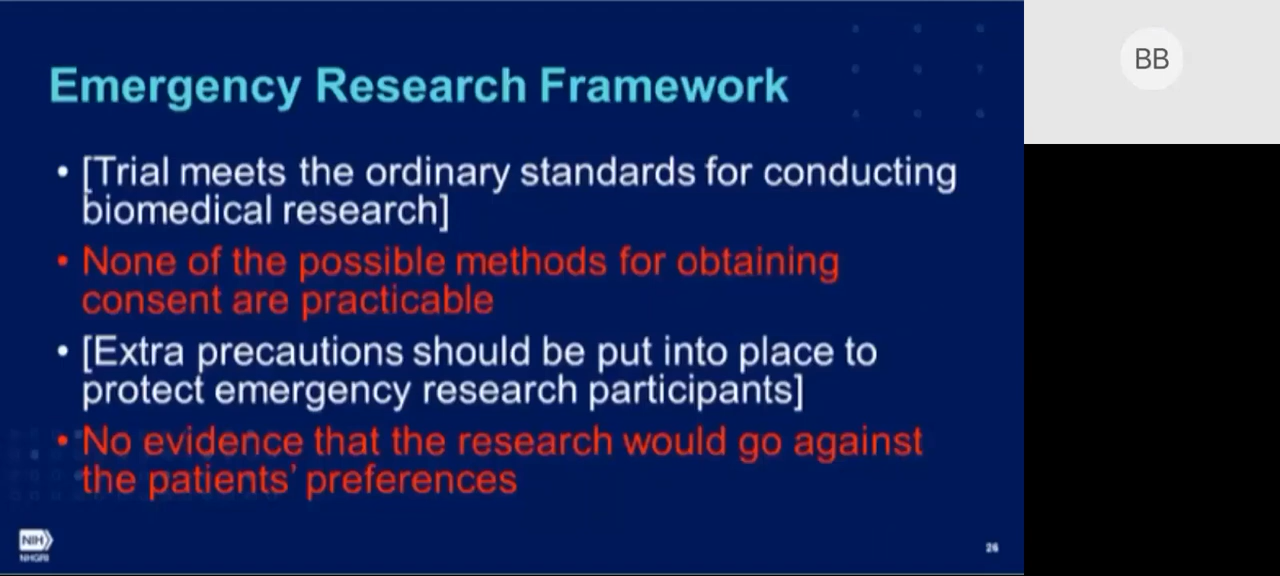 Emergency Research Framework
BB
• [Trial meets the ordinary standards for conducting
biomedical research]
• None of the possible methods for obtaining
consent are practicable
• [Extra precautions should be put into place to
protect emergency research participants]
• No evidence that the research would go against
the patients’ preferences
NIH
NHGRI
26